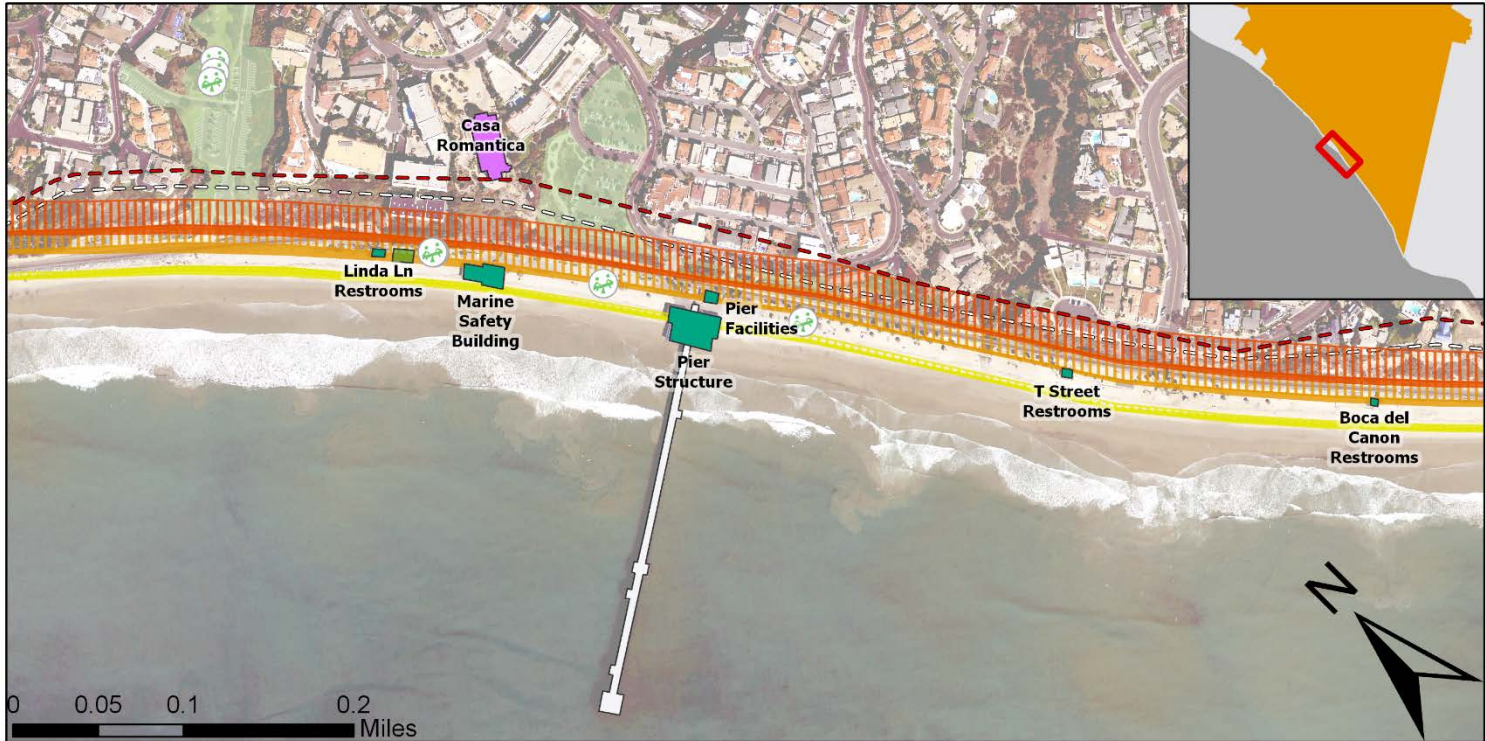 Casa
Romantica
Linda Ln
Restrooms
Marine
Safety
Building
Pier
Facilities
Pier
Structure
T Street
Restrooms
Boca del
Canon
Restrooms
N
0 0.05 0.1 0.2
Miles